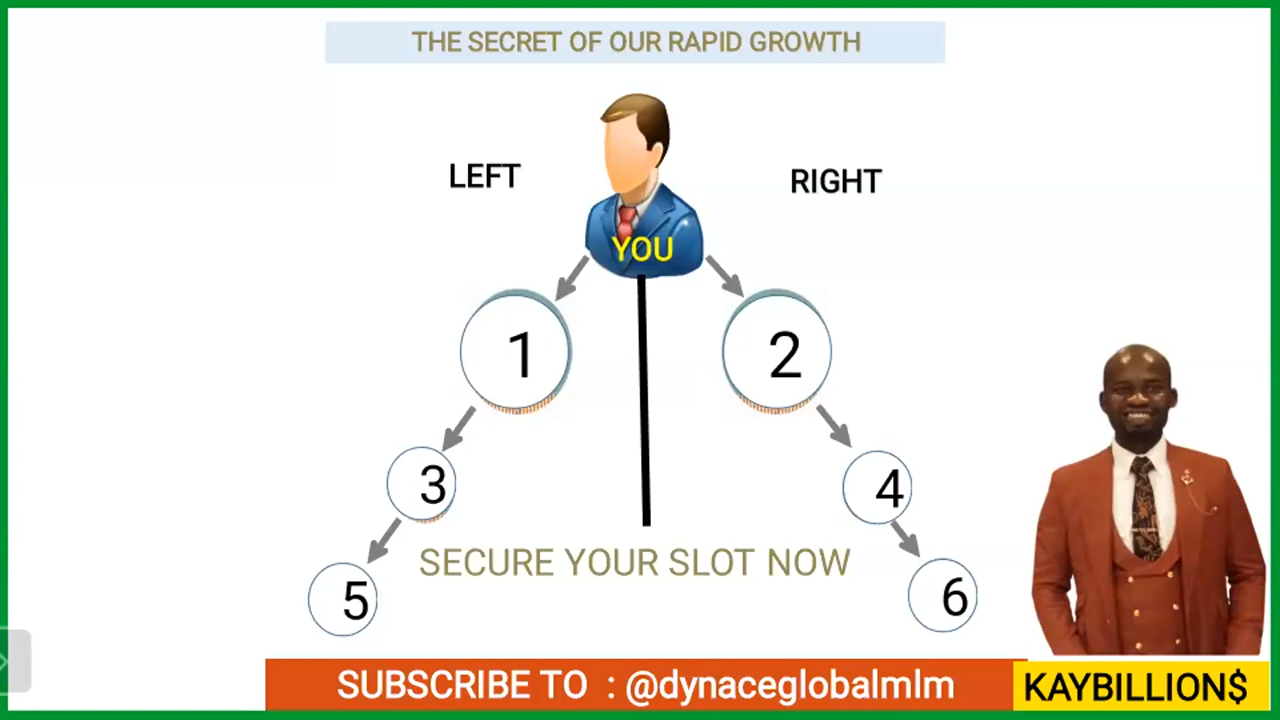 THE SECRET OF OUR RAPID GROWTH
LEFT
RIGHT
YOU
1
2
3
4
5
6
SECURE YOUR SLOT NOW
SUBSCRIBE TO : @dynaceglobalmlm
KAYBILLION$